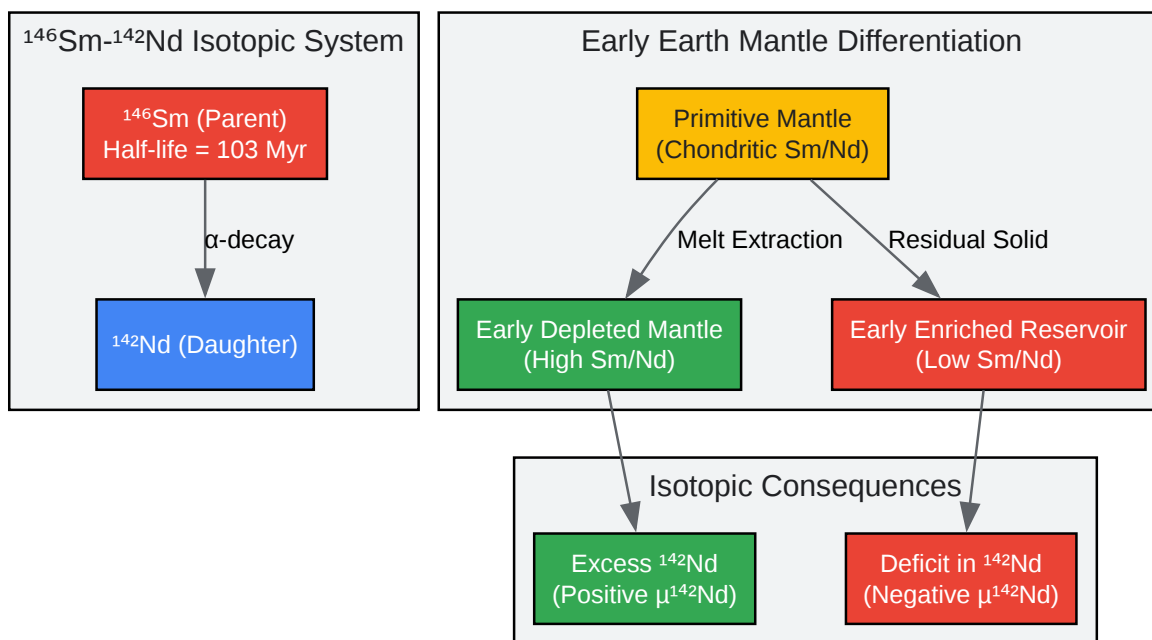 ¹⁴⁶Sm-¹⁴²Nd Isotopic System
¹⁴⁶Sm (Parent)
Half-life = 103 Myr
α-decay
¹⁴²Nd (Daughter)
Early Earth Mantle Differentiation
Primitive Mantle
(Chondritic Sm/Nd)
Melt Extraction
Residual Solid
Early Depleted Mantle
(High Sm/Nd)
Early Enriched Reservoir
(Low Sm/Nd)
Isotopic Consequences
Excess ¹⁴²Nd
(Positive µ¹⁴²Nd)
Deficit in ¹⁴²Nd
(Negative µ¹⁴²Nd)